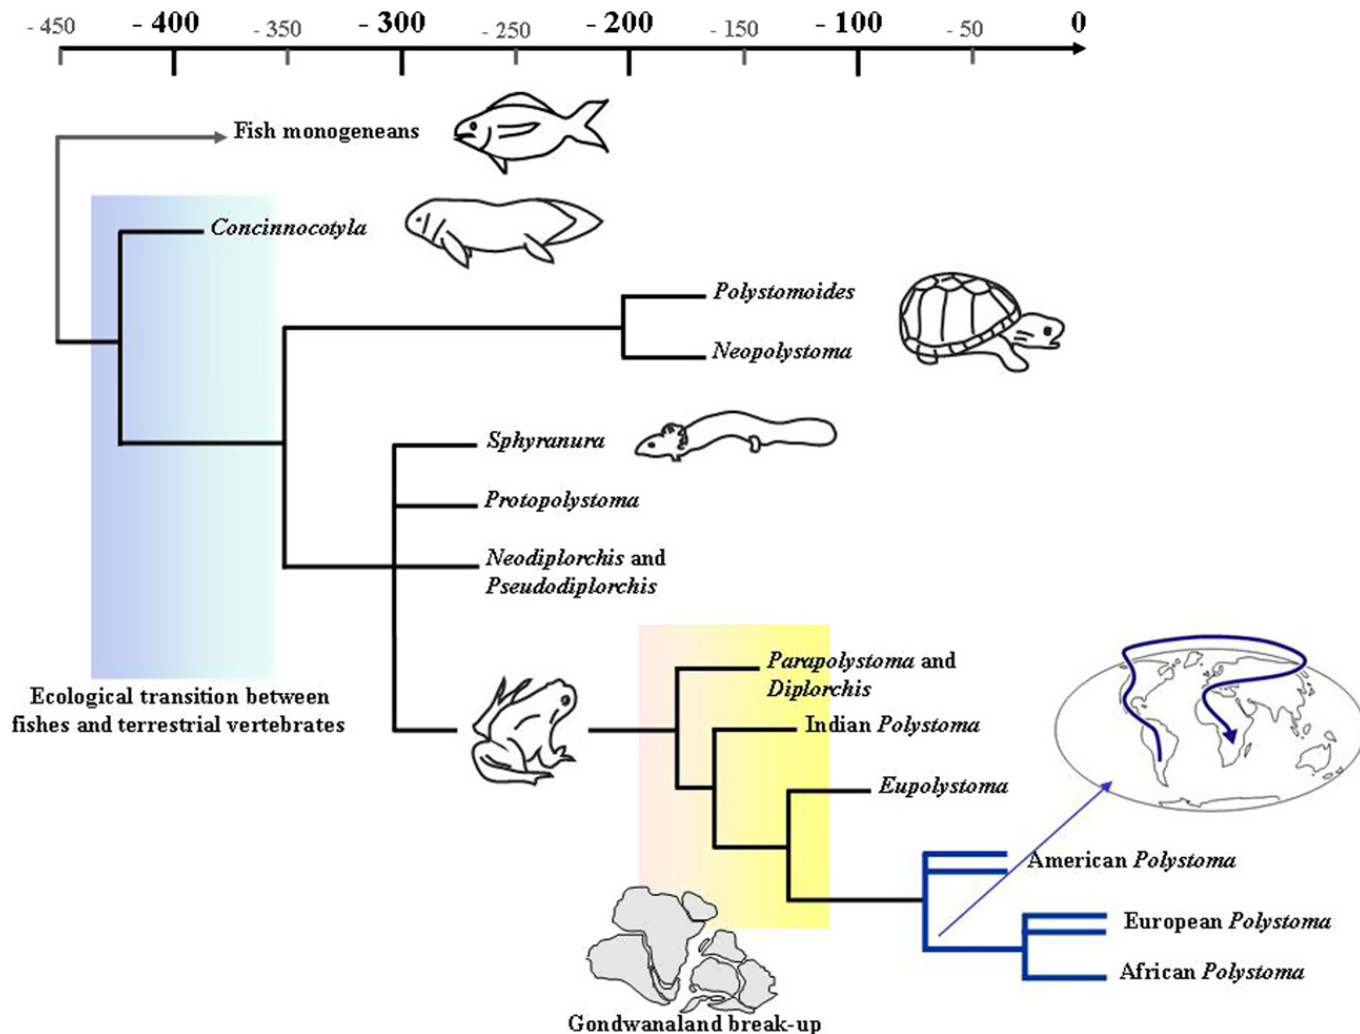 - 450 - 400 - 350 - 300 - 250 - 200 - 150 - 100 - 50 0
Fish monogeneans
Concinnocotyla
Polystomoides
Neopolystoma
Sphyranura
Protopolystoma
Neodiplorchis and
Pseudodiplorchis
Ecological transition between
fishes and terrestrial vertebrates
Parapolystoma and
Diplorchis
Indian Polystoma
Eupolystoma
American Polystoma
European Polystoma
African Polystoma
Gondwanaland break-up